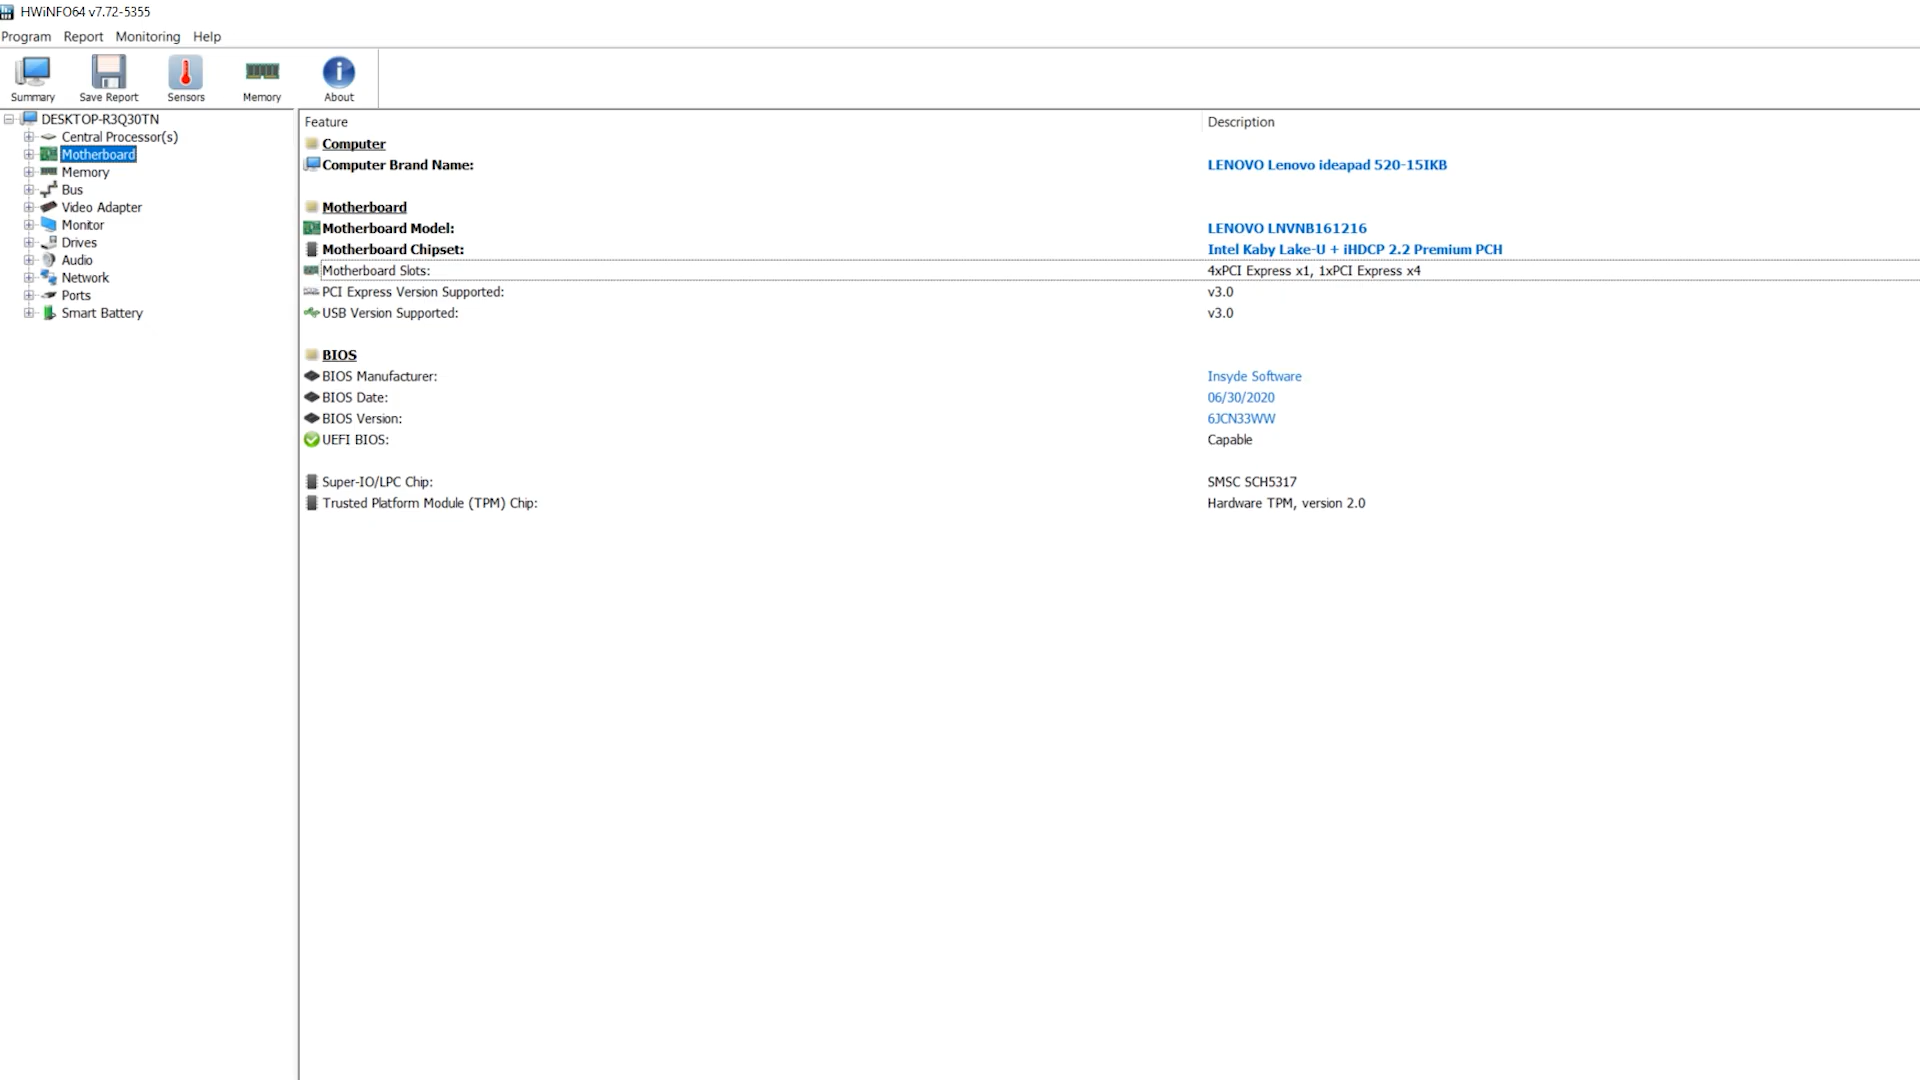 HWiNFO64 v7.72-5355
Program Report Monitoring Help
Summary Save Report Sensors Memory About
DESKTOP-R3Q30TN
Central Processor(s)
Motherboard
Memory
Bus
Video Adapter
Monitor
Drives
Audio
Network
Ports
Smart Battery
Feature Description
Computer
Computer Brand Name: LENOVO Lenovo ideapad 520-15IKB
Motherboard
Motherboard Model: LENOVO LNVNB161216
Motherboard Chipset: Intel Kaby Lake-U + iHDCP 2.2 Premium PCH
Motherboard Slots: 4xPCI Express x1, 1xPCI Express x4
PCI Express Version Supported: v3.0
USB Version Supported: v3.0
BIOS
BIOS Manufacturer: Insyde Software
BIOS Date: 06/30/2020
BIOS Version: 6JCN33WW
UEFI BIOS: Capable
Super-IO/LPC Chip: SMSC SCH5317
Trusted Platform Module (TPM) Chip: Hardware TPM, version 2.0